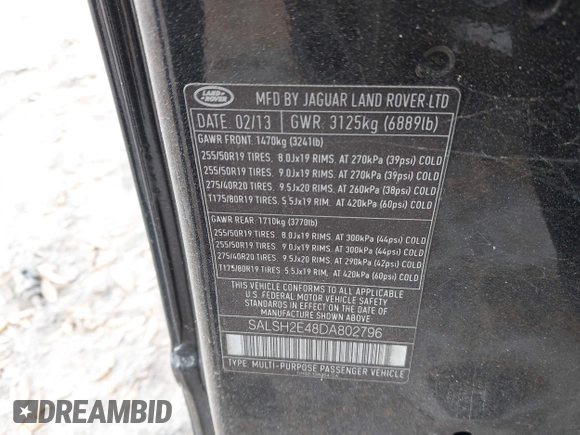 LAND ROVER
MFD BY JAGUAR LAND ROVER LTD
DATE: 02/13 GWR: 3125kg (6889lb)
GAWR FRONT: 1470kg (3241lb)
255/50R19 TIRES. 8.0Jx19 RIMS. AT 270kPa (39psi) COLD
255/50R19 TIRES. 9.0Jx19 RIMS. AT 270kPa (39psi) COLD
275/40R20 TIRES. 9.5Jx20 RIMS. AT 260kPa (38psi) COLD
T175/80R19 TIRES. 5.5Jx19 RIM. AT 420kPa (60psi) COLD
GAWR REAR: 1710kg (3770lb)
255/50R19 TIRES. 8.0Jx19 RIMS. AT 300kPa (44psi) COLD
255/50R19 TIRES. 9.0Jx19 RIMS. AT 300kPa (44psi) COLD
275/40R20 TIRES. 9.5Jx20 RIMS. AT 290kPa (42psi) COLD
T175/80R19 TIRES. 5.5Jx19 RIM. AT 420kPa (60psi) COLD
THIS VEHICLE CONFORMS TO ALL APPLICABLE
U.S. FEDERAL MOTOR VEHICLE SAFETY
STANDARDS IN EFFECT ON THE DATE OF
MANUFACTURE SHOWN ABOVE
SALSH2E48DA802796
TYPE: MULTI-PURPOSE PASSENGER VEHICLE
DREAMBID